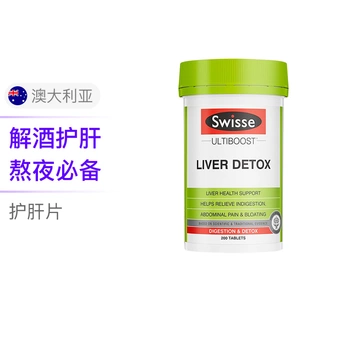 澳大利亚
解酒护肝
熬夜必备
护肝片
Swisse
ULTIBOOST
LIVER DETOX
LIVER HEALTH SUPPORT
HELPS RELIEVE INDIGESTION
ABDOMINAL PAIN & BLOATING
200 TABLETS
DIGESTION & DETOX